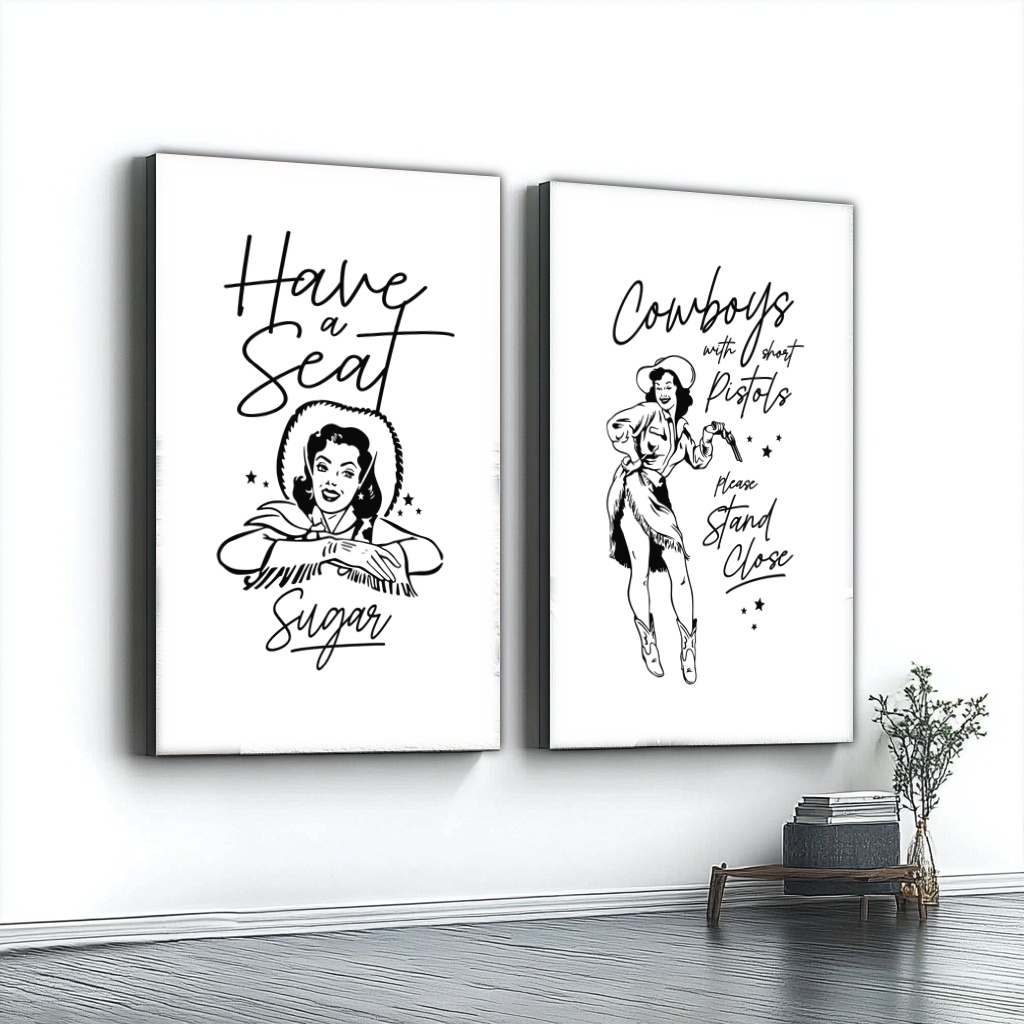 Have
a
Seat
Sugar
Cowboys
with short
Pistols
Please
Stand
Close